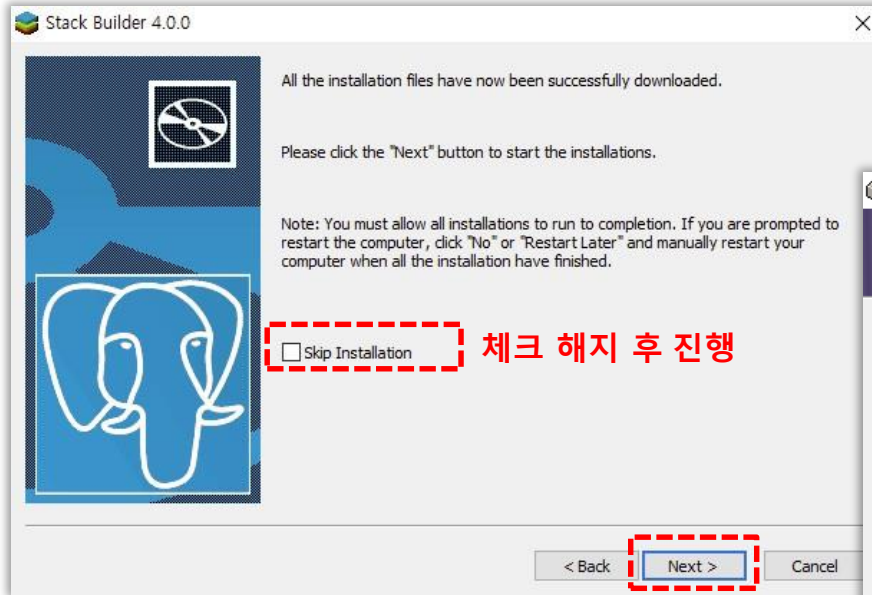 Stack Builder 4.0.0
All the installation files have now been successfully downloaded.
Please click the "Next" button to start the installations.
Note: You must allow all installations to run to completion. If you are prompted to
restart the computer, click "No" or "Restart Later" and manually restart your
computer when all the installation have finished.
Skip Installation 체크 해지 후 진행
< Back Next > Cancel